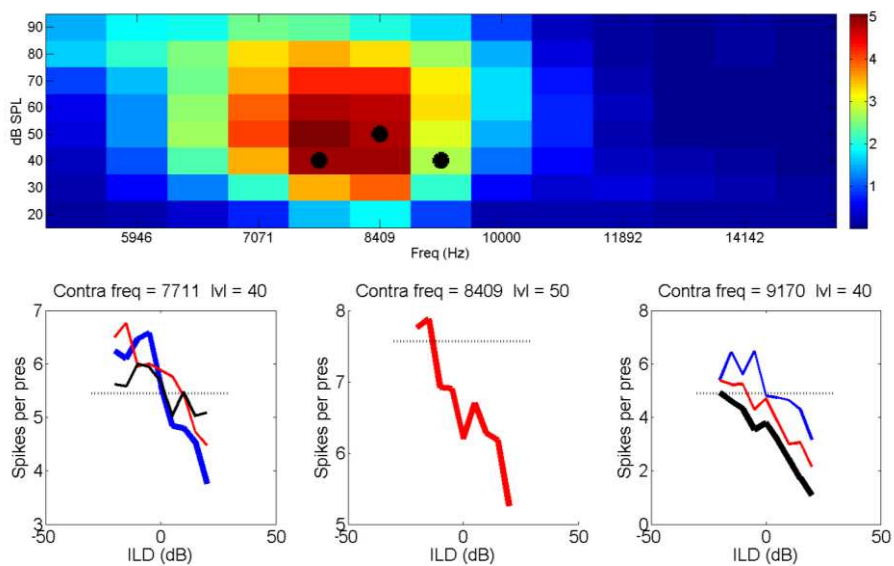 90
80
70
60
50
40
30
20
dB SPL
5946 7071 8409 10000 11892 14142
Freq (Hz)
5
4
3
2
1
Contra freq = 7711 lvl = 40
7
6
5
4
3
Spikes per pres
-50 0 50
ILD (dB)
Contra freq = 8409 lvl = 50
8
7
6
5
Spikes per pres
-50 0 50
ILD (dB)
Contra freq = 9170 lvl = 40
8
6
4
2
0
Spikes per pres
-50 0 50
ILD (dB)